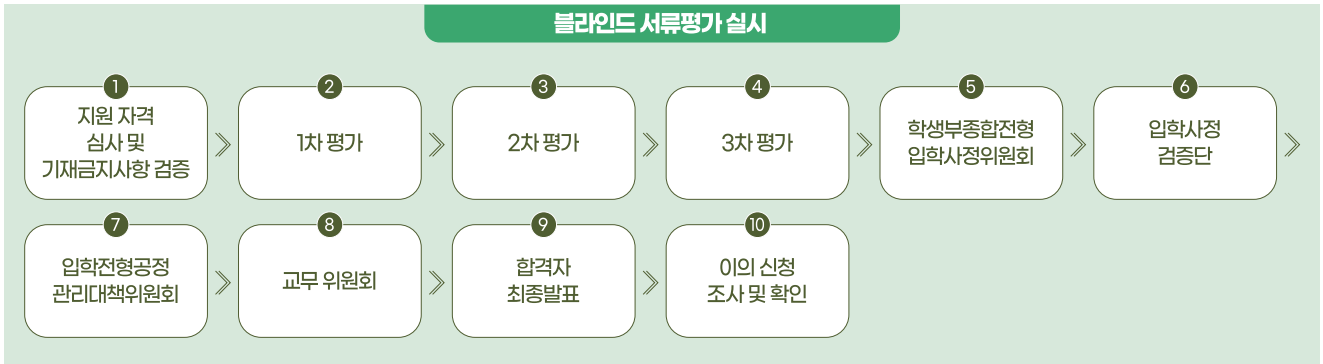 블라인드 서류평가 실시
1
지원 자격
심사 및
기재금지사항 검증
2
1차 평가
3
2차 평가
4
3차 평가
5
학생부종합전형
입학사정위원회
6
입학사정
검증단
7
입학전형공정
관리대책위원회
8
교무 위원회
9
합격자
최종발표
10
이의 신청
조사 및 확인